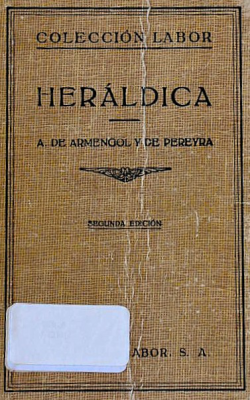 COLECCIÓN LABOR
HERÁLDICA
A. DE ARMENGOL Y DE PEREYRA
SEGUNDA EDICIÓN
LABOR, S. A.